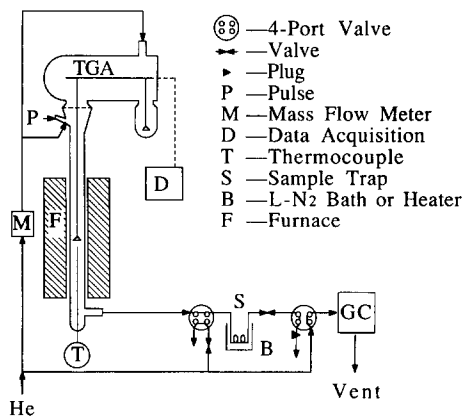 4-Port Valve
Valve
Plug
P —Pulse
M —Mass Flow Meter
D —Data Acquisition
T —Thermocouple
S —Sample Trap
B —L-N2 Bath or Heater
F —Furnace
TGA
P
D
M
F
S
B
GC
T
Vent
He